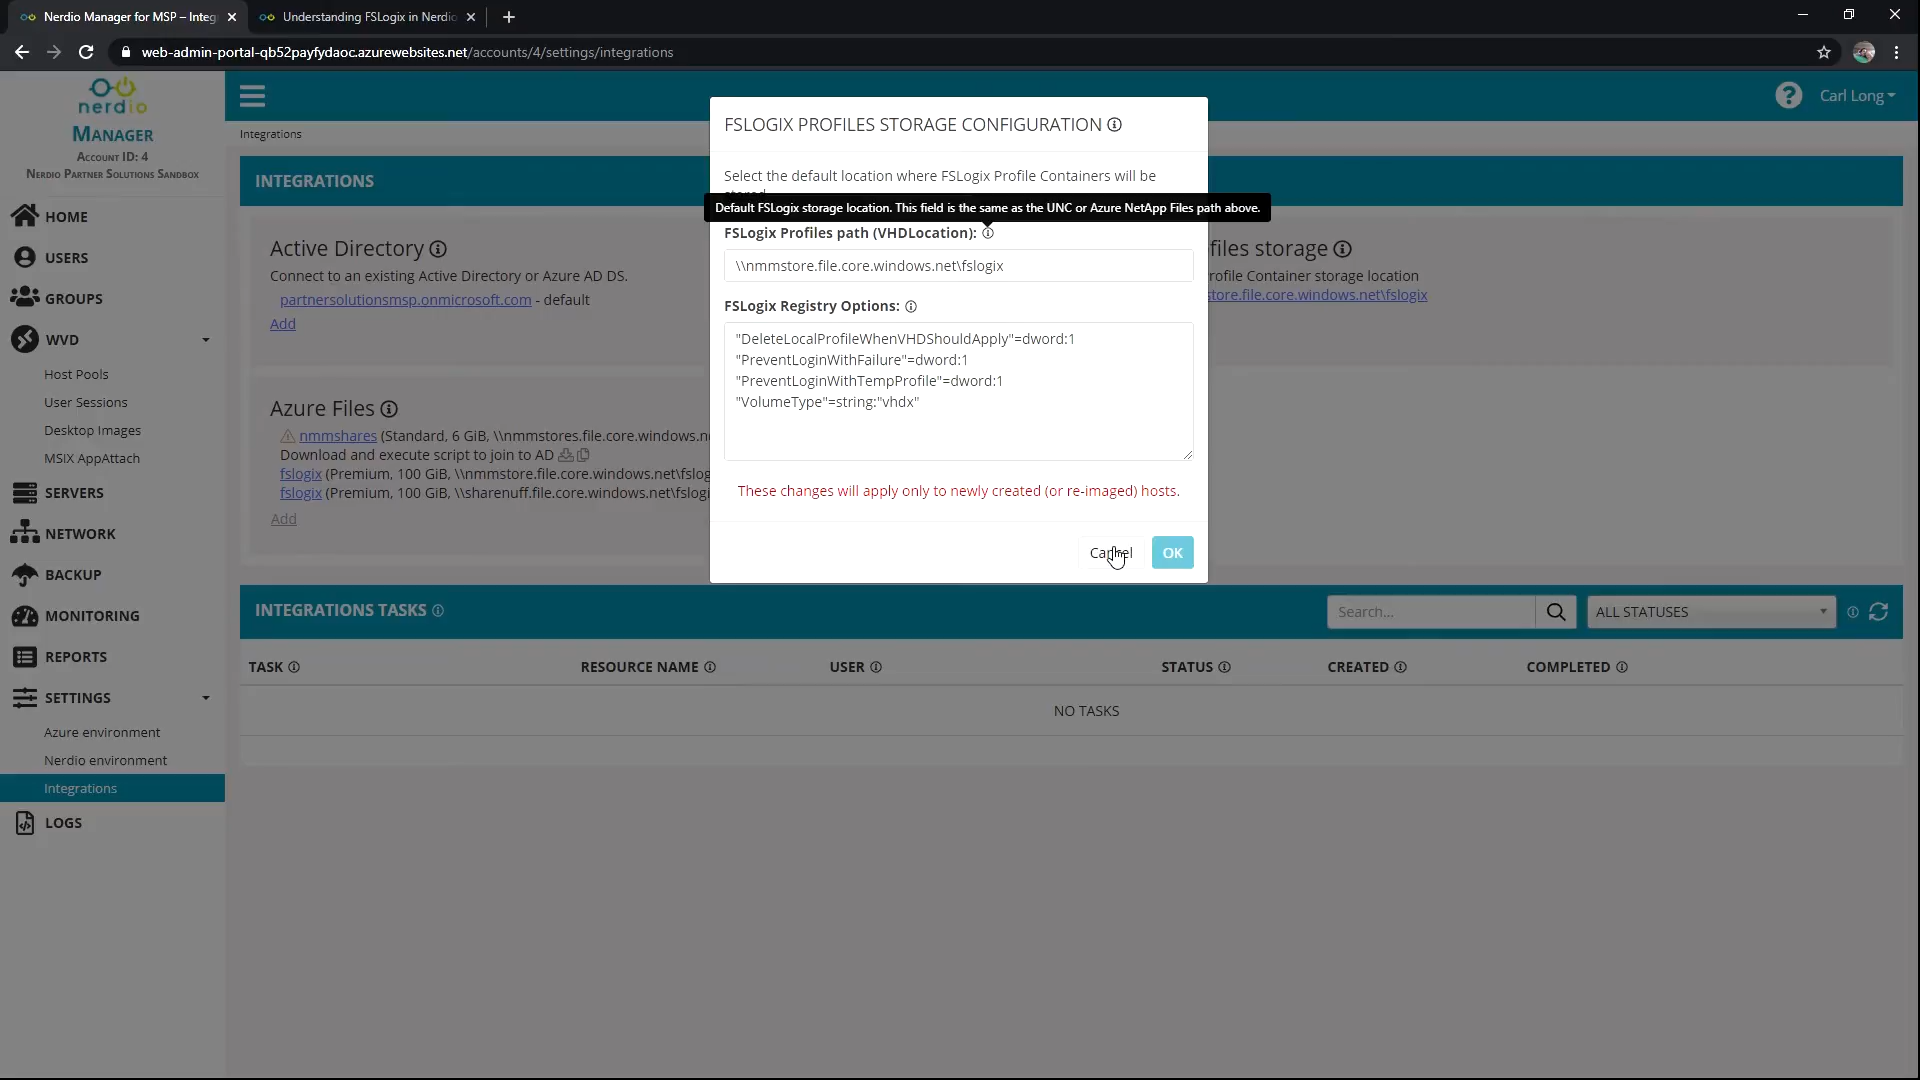 Nerdio Manager for MSP – Integ
Understanding FSLogix in Nerdio
web-admin-portal-qb52payfydaoc.azurewebsites.net/accounts/4/settings/integrations
nerdio
MANAGER
ACCOUNT ID: 4
NERDIO PARTNER SOLUTIONS SANDBOX
HOME
USERS
GROUPS
WVD
Host Pools
User Sessions
Desktop Images
MSIX AppAttach
SERVERS
NETWORK
BACKUP
MONITORING
REPORTS
SETTINGS
Azure environment
Nerdio environment
Integrations
LOGS
Carl Long
Integrations
INTEGRATIONS
Active Directory
Connect to an existing Active Directory or Azure AD DS.
partnersolutionsmsp.onmicrosoft.com - default
Add
Azure Files
nmmshares (Standard, 6 GiB, \\nmmstores.file.core.windows.n
Download and execute script to join to AD
fslogix (Premium, 100 GiB, \\nmmstore.file.core.windows.net\fslog
fslogix (Premium, 100 GiB, \\sharenuff.file.core.windows.net\fslogi
Add
files storage
rofile Container storage location
store.file.core.windows.net\fslogix
FSLOGIX PROFILES STORAGE CONFIGURATION
Select the default location where FSLogix Profile Containers will be
Default FSLogix storage location. This field is the same as the UNC or Azure NetApp Files path above.
FSLogix Profiles path (VHDLocation):
\\nmmstore.file.core.windows.net\fslogix
FSLogix Registry Options:
"DeleteLocalProfileWhenVHDShouldApply"=dword:1
"PreventLoginWithFailure"=dword:1
"PreventLoginWithTempProfile"=dword:1
"VolumeType"=string:"vhdx"
These changes will apply only to newly created (or re-imaged) hosts.
Cancel
OK
INTEGRATIONS TASKS
Search...
ALL STATUSES
TASK
RESOURCE NAME
USER
STATUS
CREATED
COMPLETED
NO TASKS